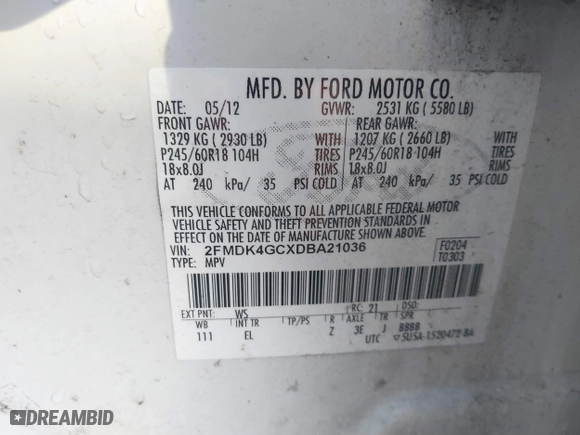 MFD. BY FORD MOTOR CO.
DATE: 05/12 GVWR: 2531 KG ( 5580 LB)
FRONT GAWR: REAR GAWR:
1329 KG ( 2930 LB) WITH 1207 KG ( 2660 LB) WITH
P245/60R18 104H TIRES P245/60R18 104H TIRES
18x8.0J RIMS 18x8.0J RIMS
AT 240 kPa/ 35 PSI COLD AT 240 kPa/ 35 PSI COLD
THIS VEHICLE CONFORMS TO ALL APPLICABLE FEDERAL MOTOR
VEHICLE SAFETY AND THEFT PREVENTION STANDARDS IN
EFFECT ON THE DATE OF MANUFACTURE SHOWN ABOVE.
VIN: 2FMDK4GCXDBA21036 F0204
TYPE: MPV T0303
EXT PNT: WS RC: 21 DSO:
WB INT TR TP/PS R AXLE TR SPR
111 EL Z 3E J BBBB
UTC 5U5A-1520472-BA
DREAMBID